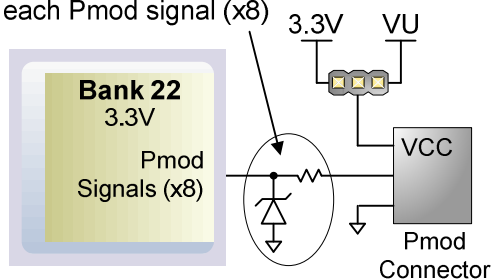 each Pmod signal (x8)
3.3V
VU
Bank 22
3.3V
Pmod
Signals (x8)
VCC
Pmod
Connector